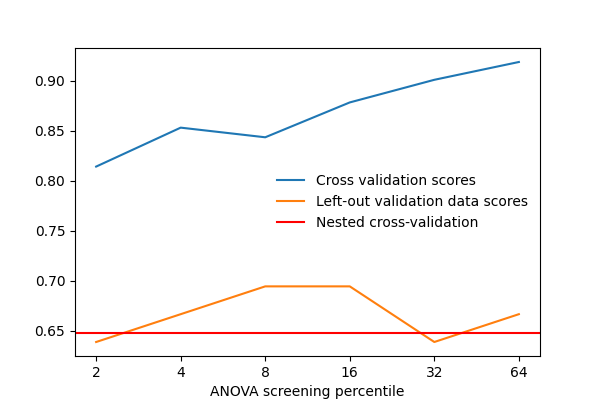 0.90
0.85
0.80
0.75
0.70
0.65
Cross validation scores
Left-out validation data scores
Nested cross-validation
2 4 8 16 32 64
ANOVA screening percentile